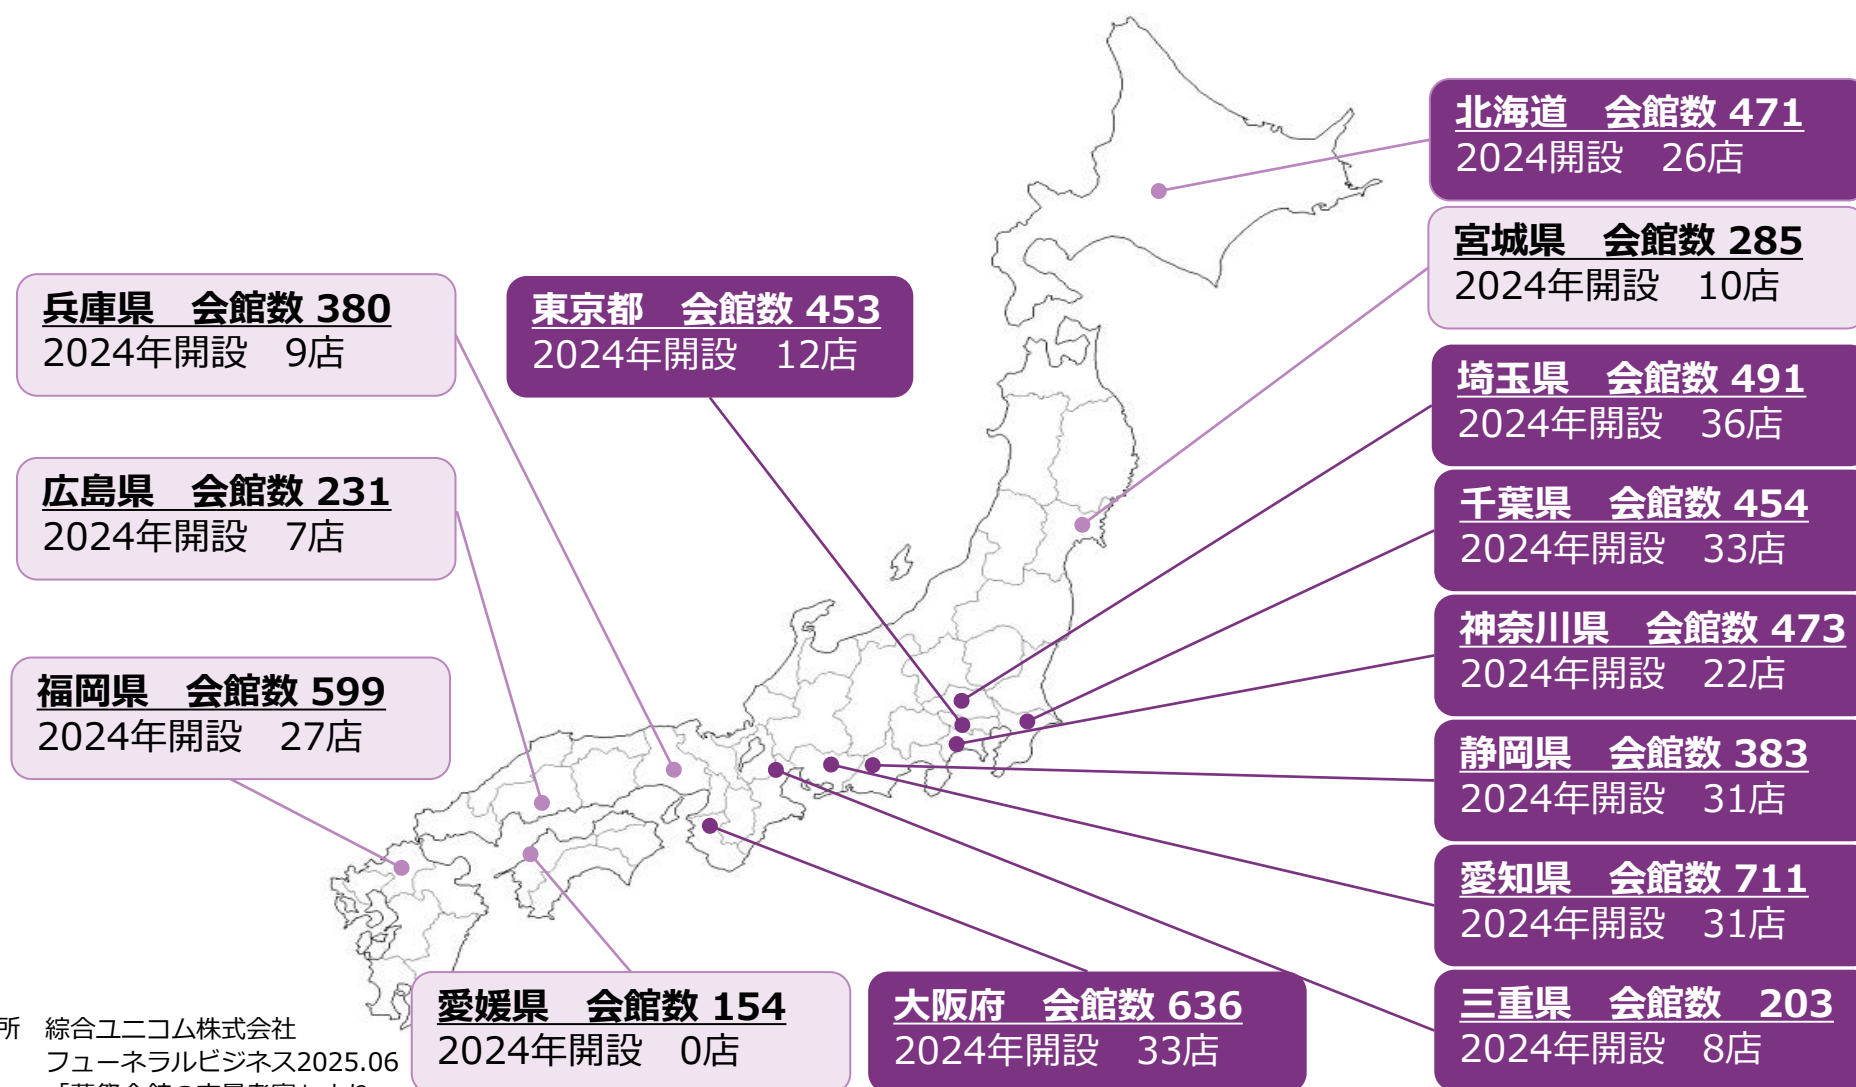 北海道　会館数 471
2024開設　26店
宮城県　会館数 285
2024年開設　10店
兵庫県　会館数 380
2024年開設　9店
東京都　会館数 453
2024年開設　12店
埼玉県　会館数 491
2024年開設　36店
広島県　会館数 231
2024年開設　7店
千葉県　会館数 454
2024年開設　33店
神奈川県　会館数 473
2024年開設　22店
福岡県　会館数 599
2024年開設　27店
静岡県　会館数 383
2024年開設　31店
愛知県　会館数 711
2024年開設　31店
愛媛県　会館数 154
2024年開設　0店
大阪府　会館数 636
2024年開設　33店
三重県　会館数　203
2024年開設　8店
所　綜合ユニコム株式会社
フューネラルビジネス2025.06